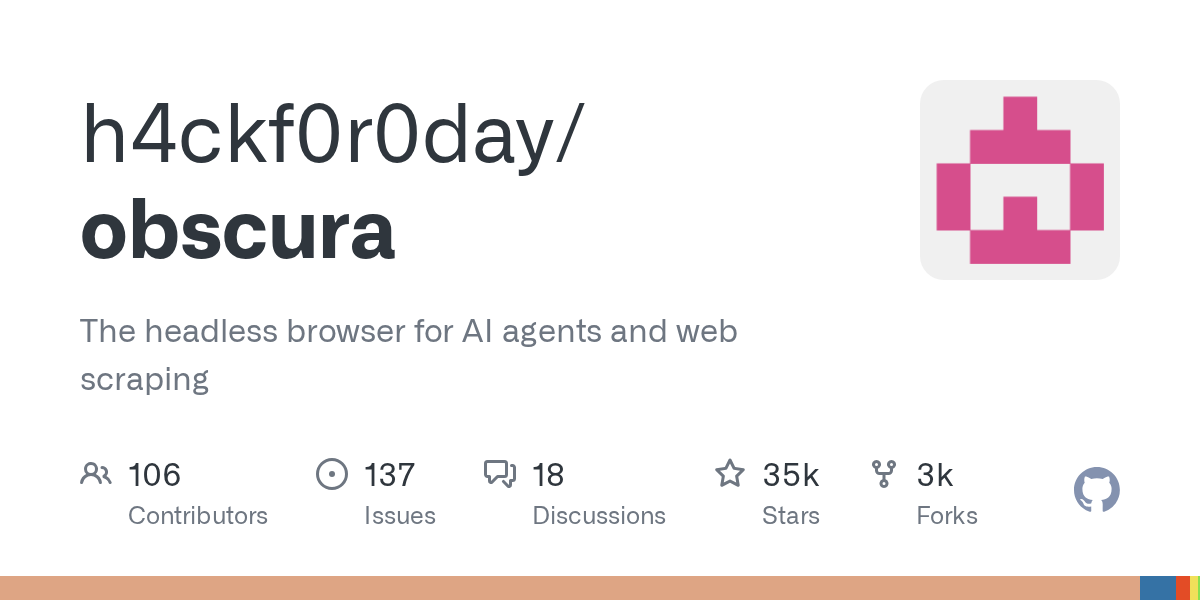 h4ckf0r0day/
obscura
The headless browser for AI agents and web
scraping
106 137 18 35k 3k
Contributors Issues Discussions Stars Forks